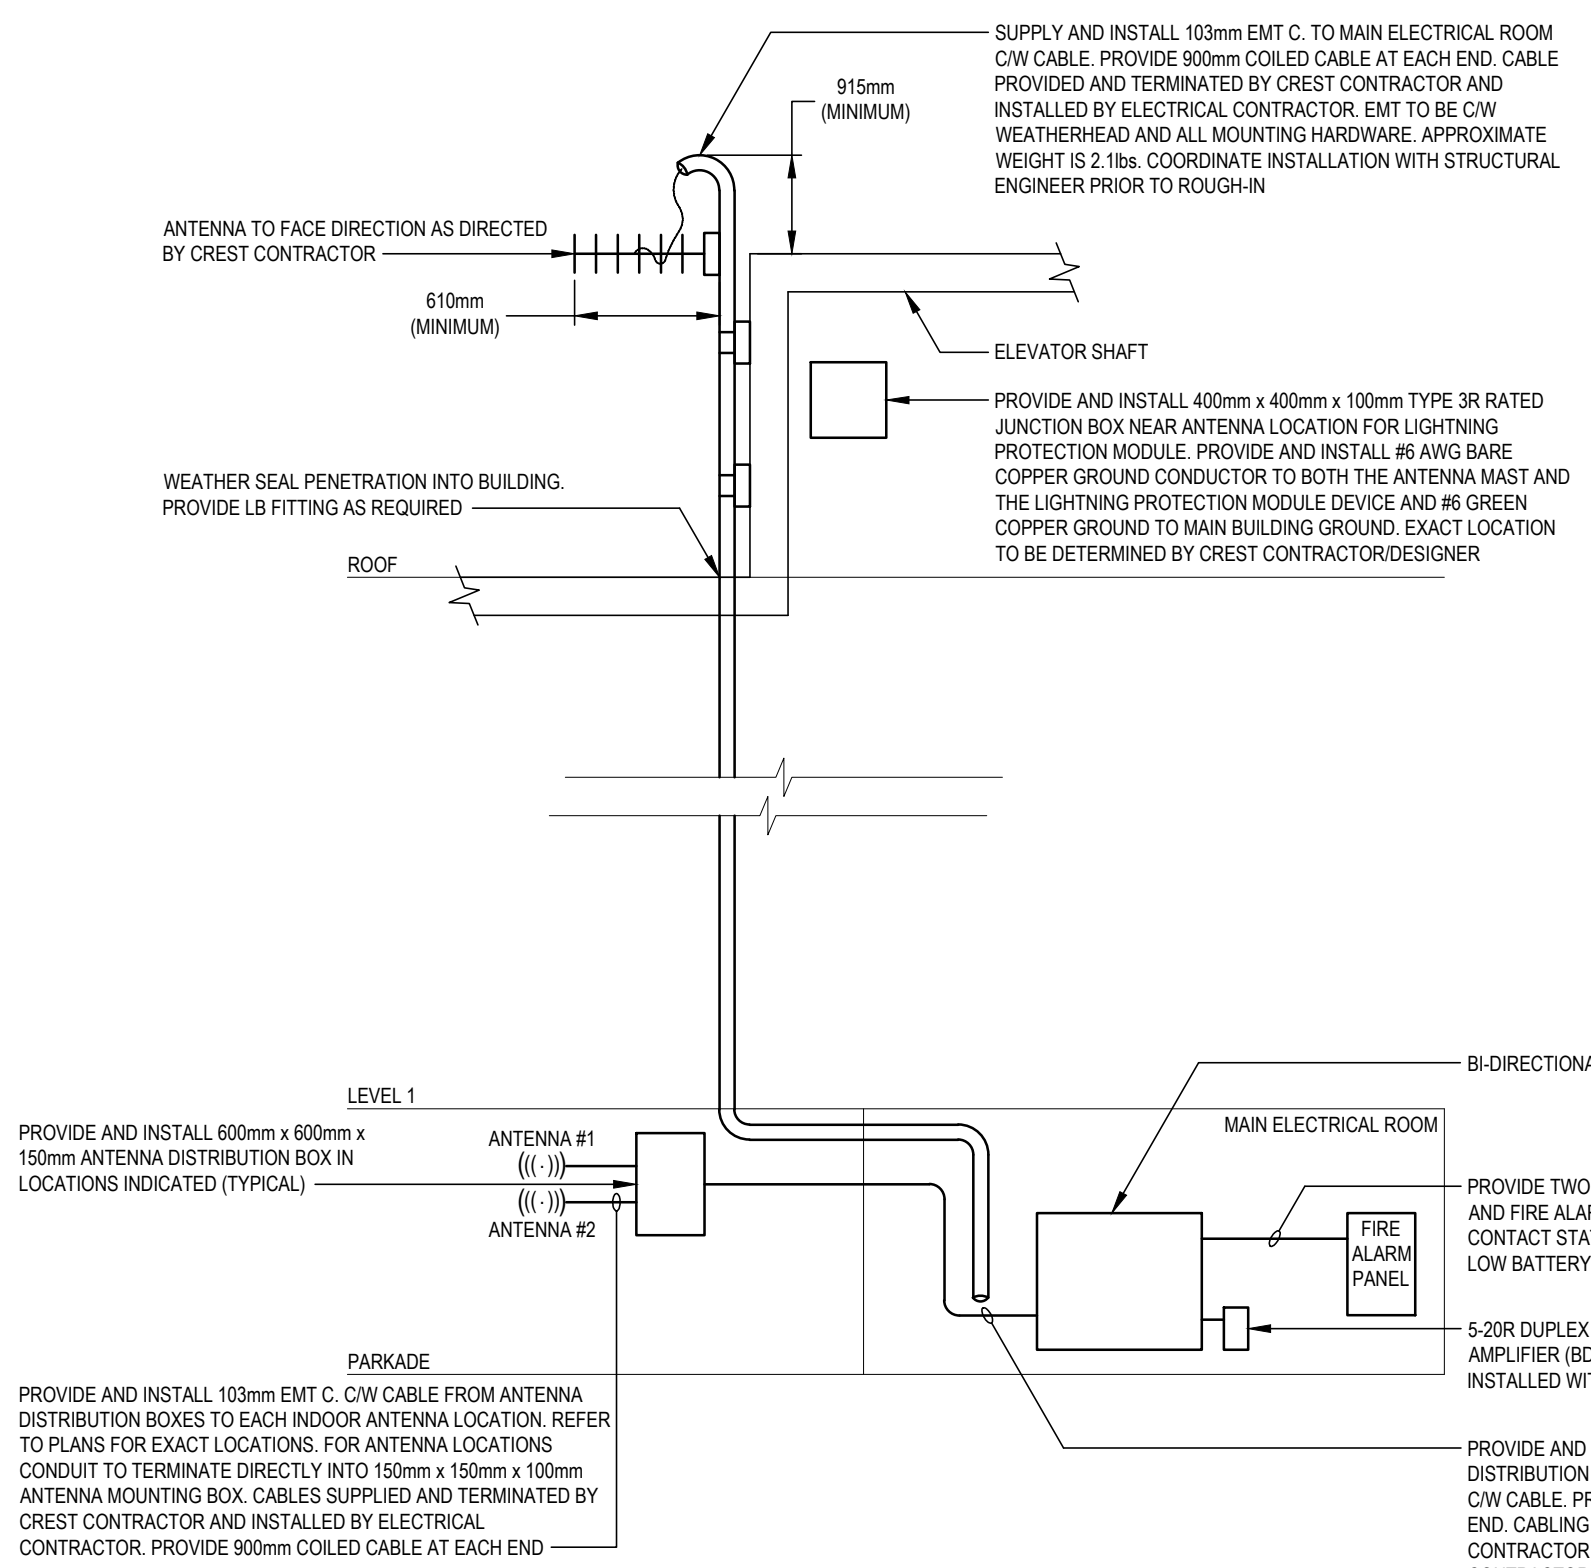 SUPPLY AND INSTALL 103mm EMT C. TO MAIN ELECTRICAL ROOM
C/W CABLE. PROVIDE 900mm COILED CABLE AT EACH END. CABLE
PROVIDED AND TERMINATED BY CREST CONTRACTOR AND
INSTALLED BY ELECTRICAL CONTRACTOR. EMT TO BE C/W
WEATHERHEAD AND ALL MOUNTING HARDWARE. APPROXIMATE
WEIGHT IS 2.1lbs. COORDINATE INSTALLATION WITH STRUCTURAL
ENGINEER PRIOR TO ROUGH-IN
915mm
(MINIMUM)
ANTENNA TO FACE DIRECTION AS DIRECTED
BY CREST CONTRACTOR
610mm
(MINIMUM)
ELEVATOR SHAFT
PROVIDE AND INSTALL 400mm x 400mm x 100mm TYPE 3R RATED
JUNCTION BOX NEAR ANTENNA LOCATION FOR LIGHTNING
PROTECTION MODULE. PROVIDE AND INSTALL #6 AWG BARE
COPPER GROUND CONDUCTOR TO BOTH THE ANTENNA MAST AND
THE LIGHTNING PROTECTION MODULE DEVICE AND #6 GREEN
COPPER GROUND TO MAIN BUILDING GROUND. EXACT LOCATION
TO BE DETERMINED BY CREST CONTRACTOR/DESIGNER
WEATHER SEAL PENETRATION INTO BUILDING.
PROVIDE LB FITTING AS REQUIRED
ROOF
BI-DIRECTIONA
LEVEL 1
MAIN ELECTRICAL ROOM
PROVIDE AND INSTALL 600mm x 600mm x
150mm ANTENNA DISTRIBUTION BOX IN
LOCATIONS INDICATED (TYPICAL)
ANTENNA #1
ANTENNA #2
PROVIDE TWO
AND FIRE ALAR
CONTACT STAT
LOW BATTERY
FIRE
ALARM
PANEL
5-20R DUPLEX
AMPLIFIER (BD
INSTALLED WIT
PARKADE
PROVIDE AND INSTALL 103mm EMT C. C/W CABLE FROM ANTENNA
DISTRIBUTION BOXES TO EACH INDOOR ANTENNA LOCATION. REFER
TO PLANS FOR EXACT LOCATIONS. FOR ANTENNA LOCATIONS
CONDUIT TO TERMINATE DIRECTLY INTO 150mm x 150mm x 100mm
ANTENNA MOUNTING BOX. CABLES SUPPLIED AND TERMINATED BY
CREST CONTRACTOR AND INSTALLED BY ELECTRICAL
CONTRACTOR. PROVIDE 900mm COILED CABLE AT EACH END
PROVIDE AND
DISTRIBUTION
C/W CABLE. PR
END. CABLING
CONTRACTOR